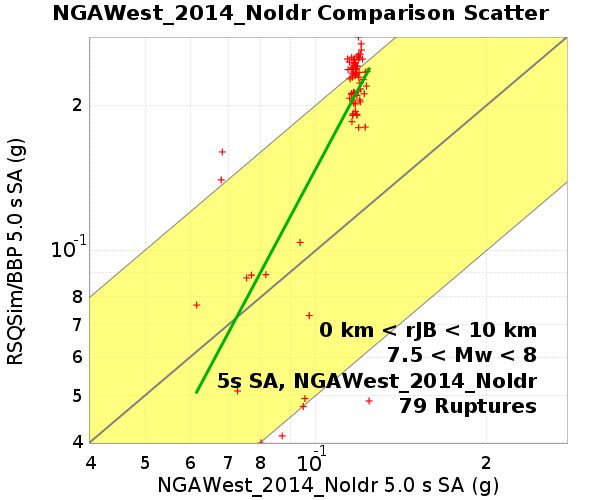 NGAWest_2014_NoIdr Comparison Scatter
RSQSim/BBP 5.0 s SA (g)
2
10-1
8
7
6
5
4
0 km < rJB < 10 km
7.5 < Mw < 8
5s SA, NGAWest_2014_NoIdr
79 Ruptures
4 5 6 7 8 10-1 2
NGAWest_2014_NoIdr 5.0 s SA (g)